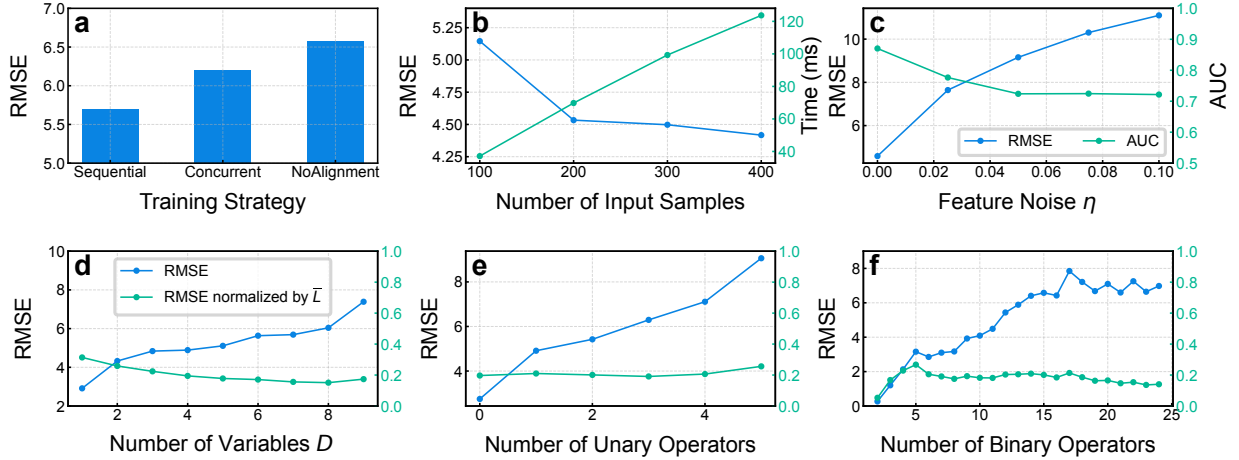 a
RMSE
7.0
6.5
6.0
5.5
5.0
Sequential
Concurrent
NoAlignment
Training Strategy
b
RMSE
5.25
5.00
4.75
4.50
4.25
100
200
300
400
Number of Input Samples
120
100
80
60
40
Time (ms)
c
RMSE
10
8
6
0.00
0.02
0.04
0.06
0.08
0.10
Feature Noise η
RMSE
AUC
1.0
0.9
0.8
0.7
0.6
0.5
AUC
d
RMSE
10
8
6
4
2
2
4
6
8
Number of Variables D
RMSE
RMSE normalized by L̅
1.0
0.8
0.6
0.4
0.2
0.0
e
RMSE
8
6
4
0
2
4
Number of Unary Operators
1.0
0.8
0.6
0.4
0.2
0.0
f
RMSE
8
6
4
2
0
5
10
15
20
25
Number of Binary Operators
1.0
0.8
0.6
0.4
0.2
0.0